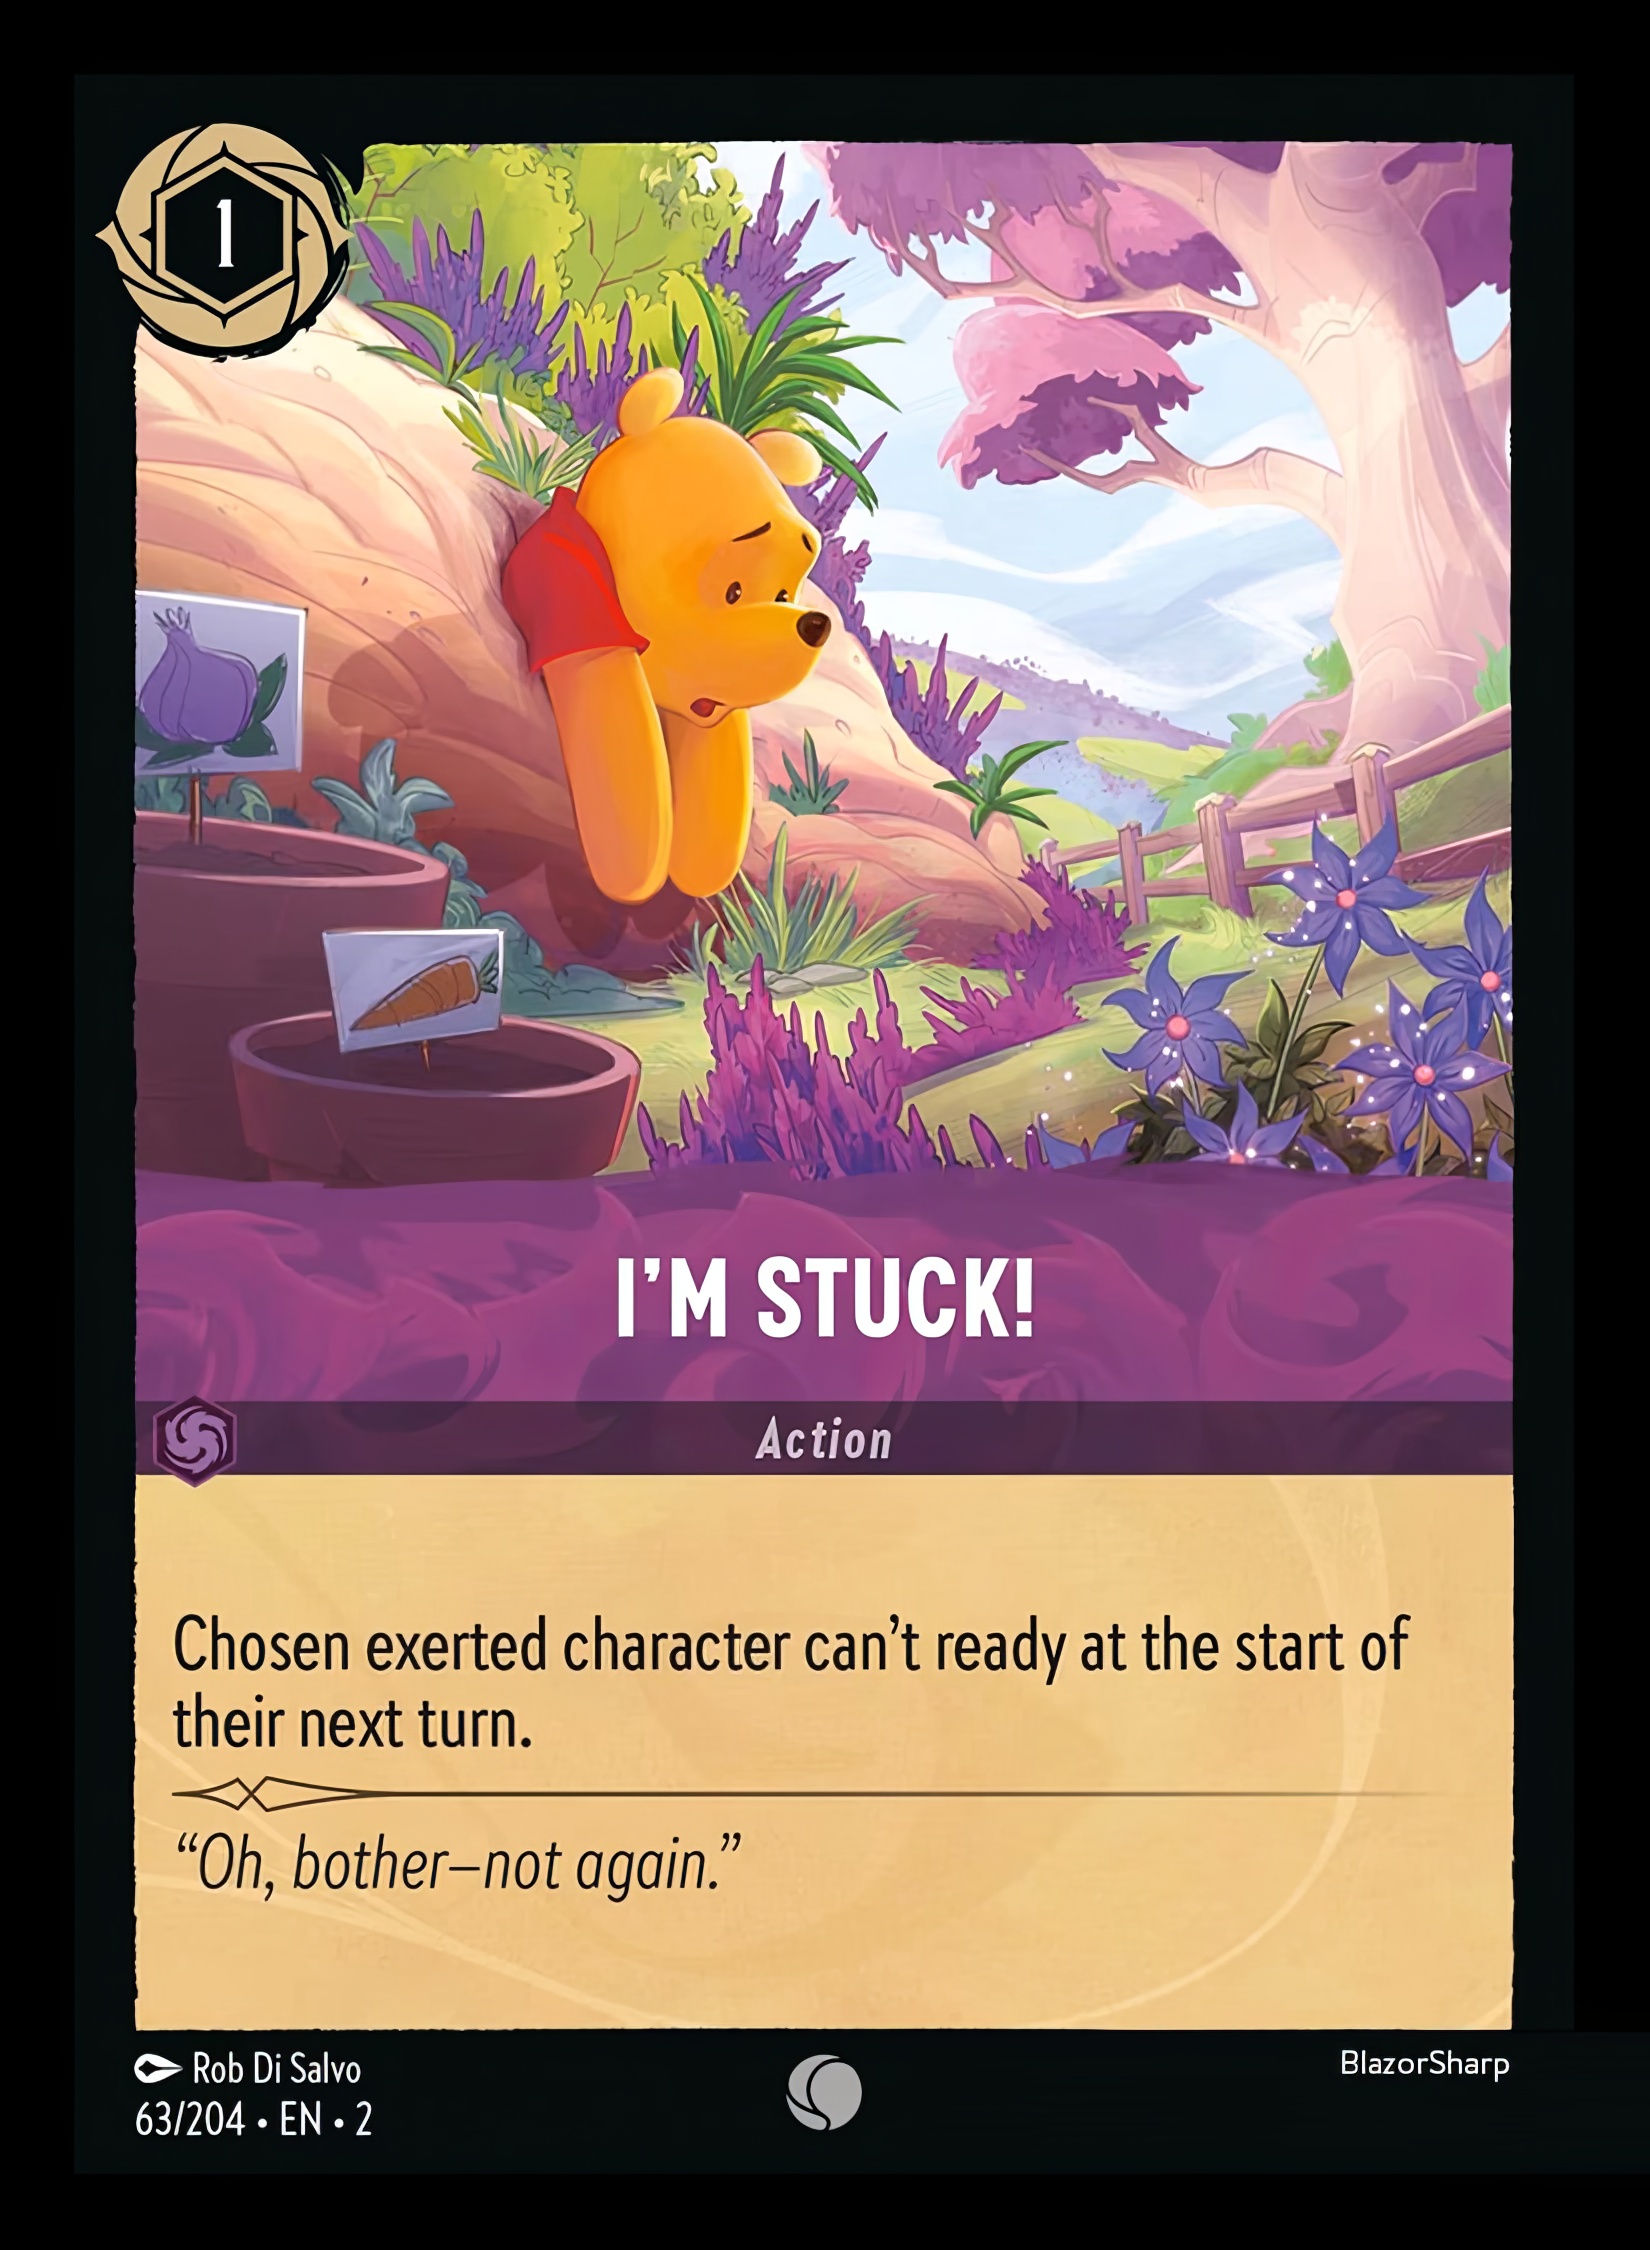 1
I’M STUCK!
Action
Chosen exerted character can’t ready at the start of
their next turn.
“Oh, bother–not again.”
Rob Di Salvo
BlazorSharp
63/204 • EN • 2